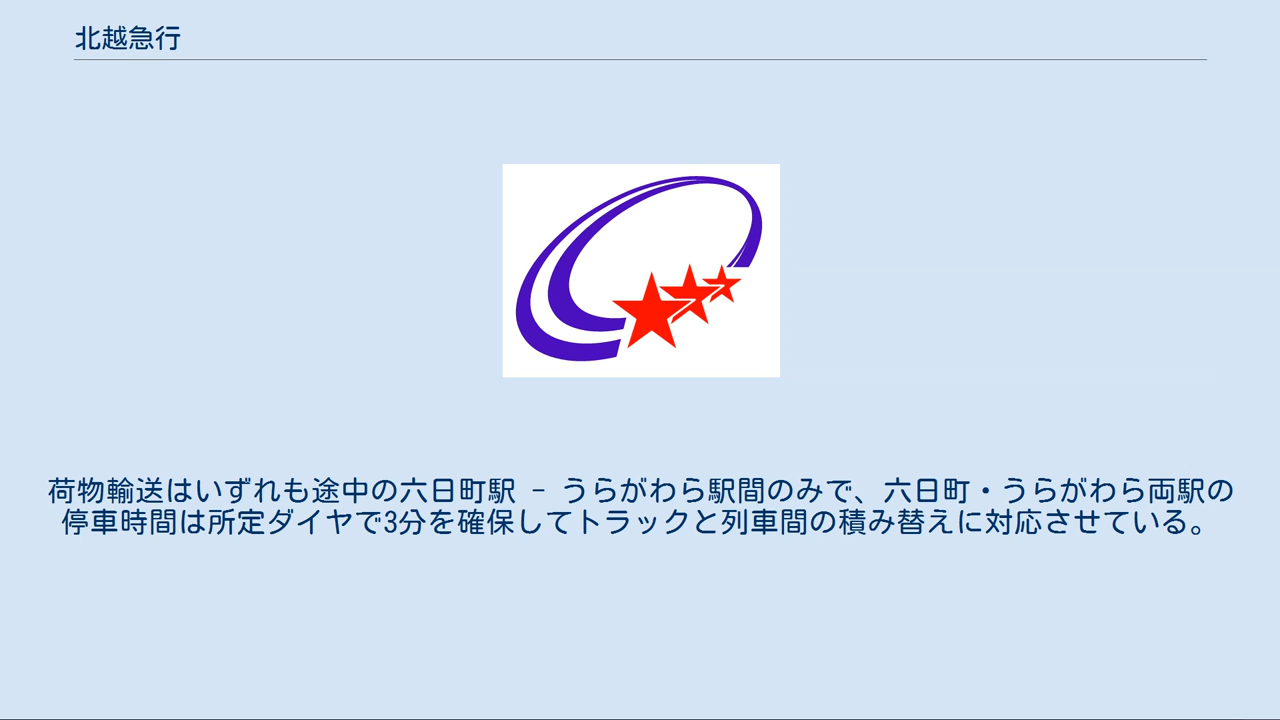 北越急行
荷物輸送はいずれも途中の六日町駅 - うらがわら駅間のみで、六日町・うらがわら両駅の
停車時間は所定ダイヤで3分を確保してトラックと列車間の積み替えに対応させている。